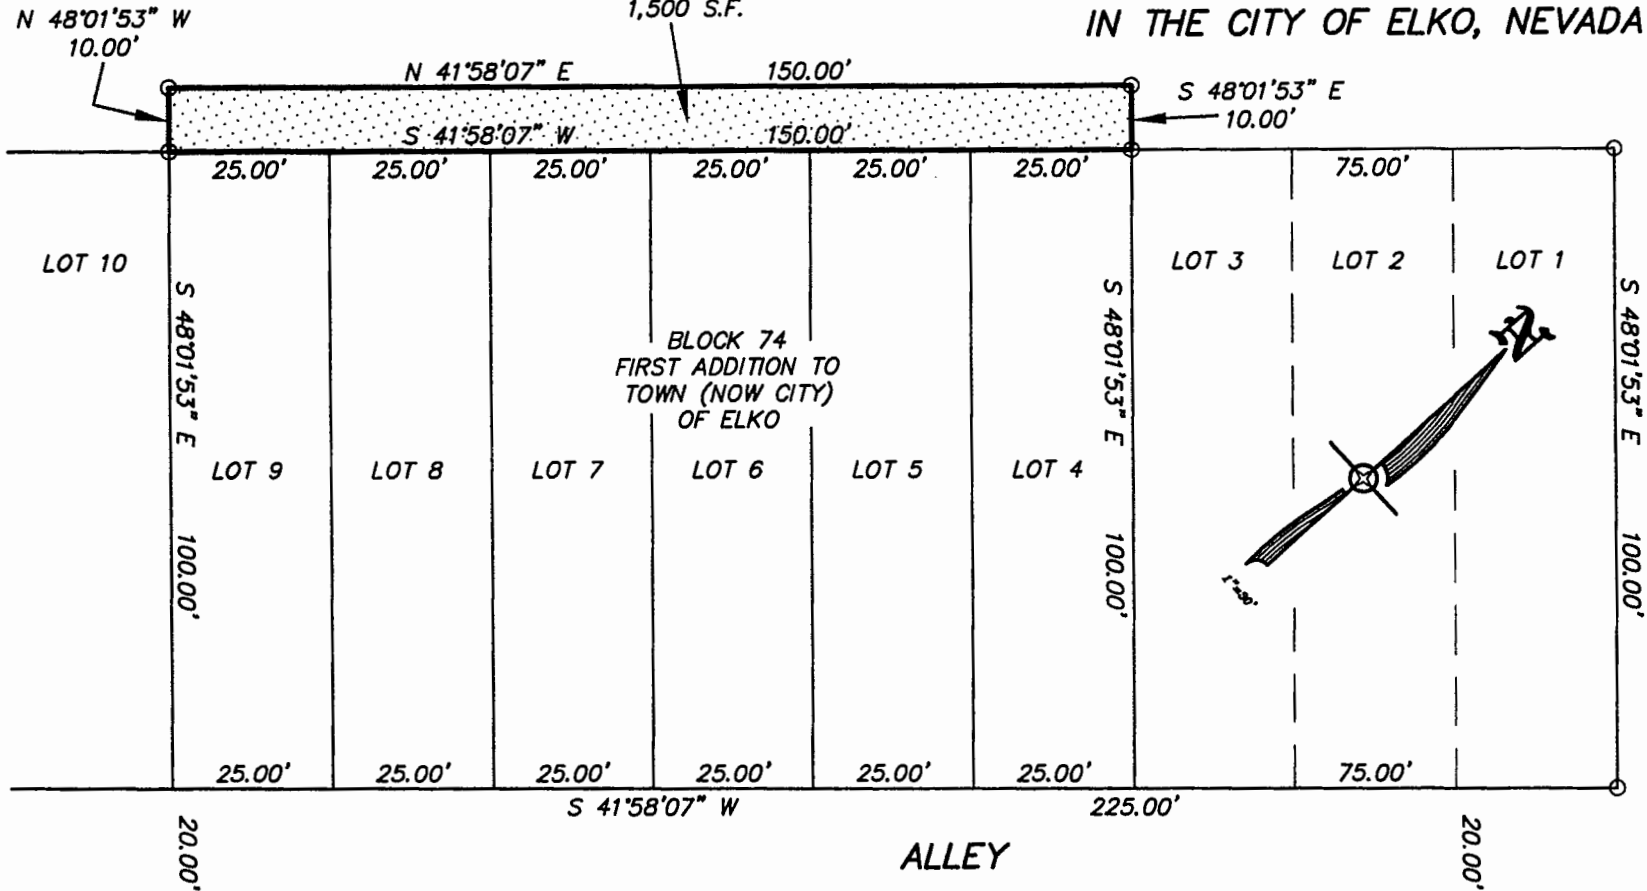 N 48°01'53" W
10.00'
1,500 S.F.
IN THE CITY OF ELKO, NEVADA
N 41°58'07" E 150.00'
S 48°01'53" E
10.00'
S 41°58'07" W 150.00'
25.00' 25.00' 25.00' 25.00' 25.00' 25.00' 75.00'
LOT 10
LOT 3 LOT 2 LOT 1
S 48°01'53" E 100.00'
S 48°01'53" E 100.00'
S 48°01'53" E 100.00'
N
BLOCK 74
FIRST ADDITION TO
TOWN (NOW CITY)
OF ELKO
LOT 9 LOT 8 LOT 7 LOT 6 LOT 5 LOT 4
1"=30'
25.00' 25.00' 25.00' 25.00' 25.00' 25.00' 75.00'
S 41°58'07" W 225.00'
20.00'
ALLEY
20.00'